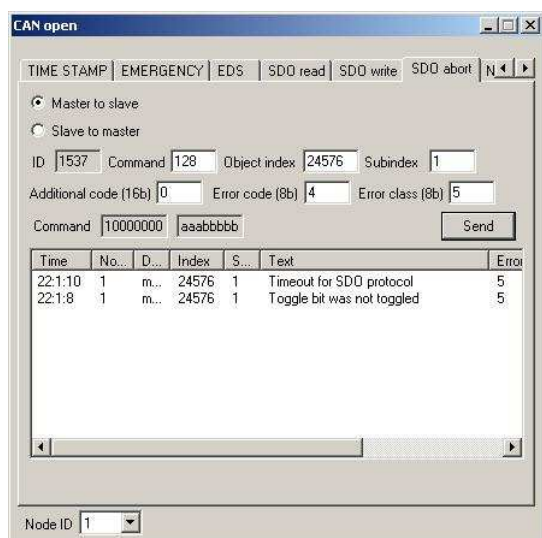 CAN open
TIME STAMP EMERGENCY EDS SDO read SDO write SDO abort N
Master to slave
Slave to master
ID 1537 Command 128 Object index 24576 Subindex 1
Additional code (16b) 0 Error code (8b) 4 Error class (8b) 5
Command 10000000 aaabbbbb Send
Time No... D... Index S... Text Error
22:1:10 1 m... 24576 1 Timeout for SDO protocol 5
22:1:8 1 m... 24576 1 Toggle bit was not toggled 5
Node ID 1